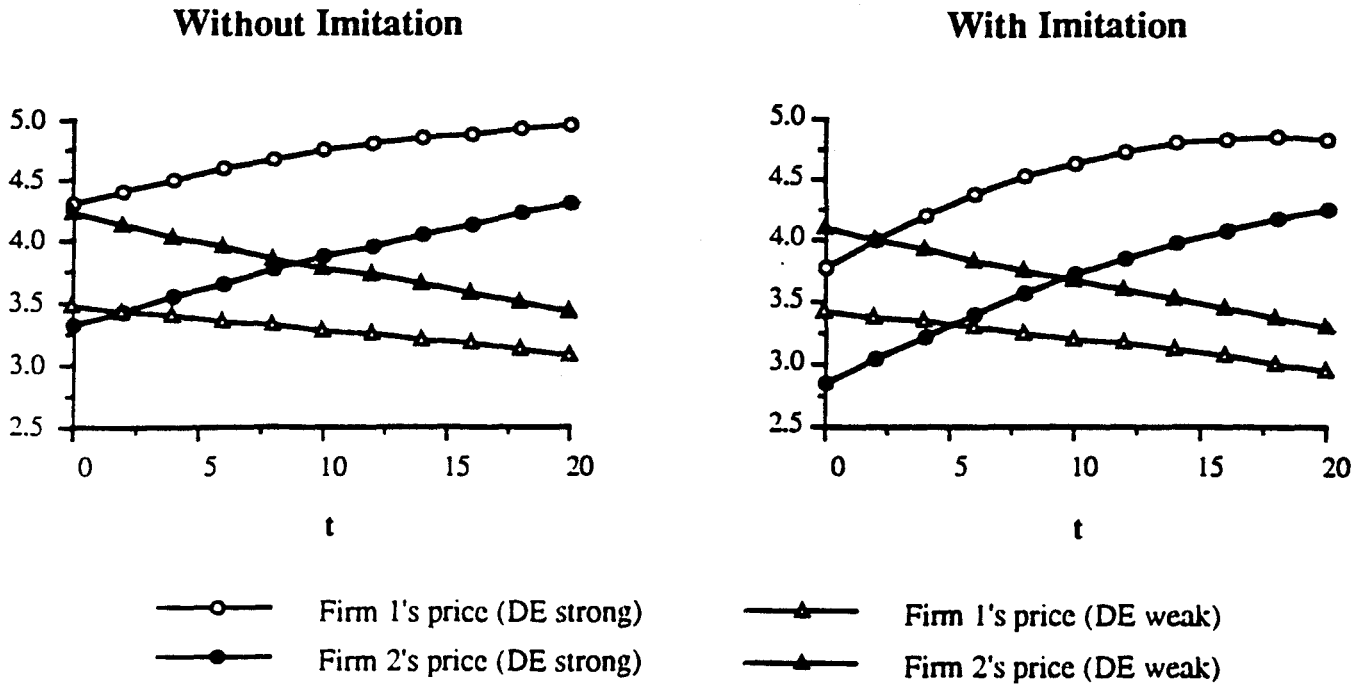 Without Imitation
With Imitation
5.0
4.5
4.0
3.5
3.0
2.5
0 5 10 15 20
t
5.0
4.5
4.0
3.5
3.0
2.5
0 5 10 15 20
t
Firm 1's price (DE strong)
Firm 2's price (DE strong)
Firm 1's price (DE weak)
Firm 2's price (DE weak)